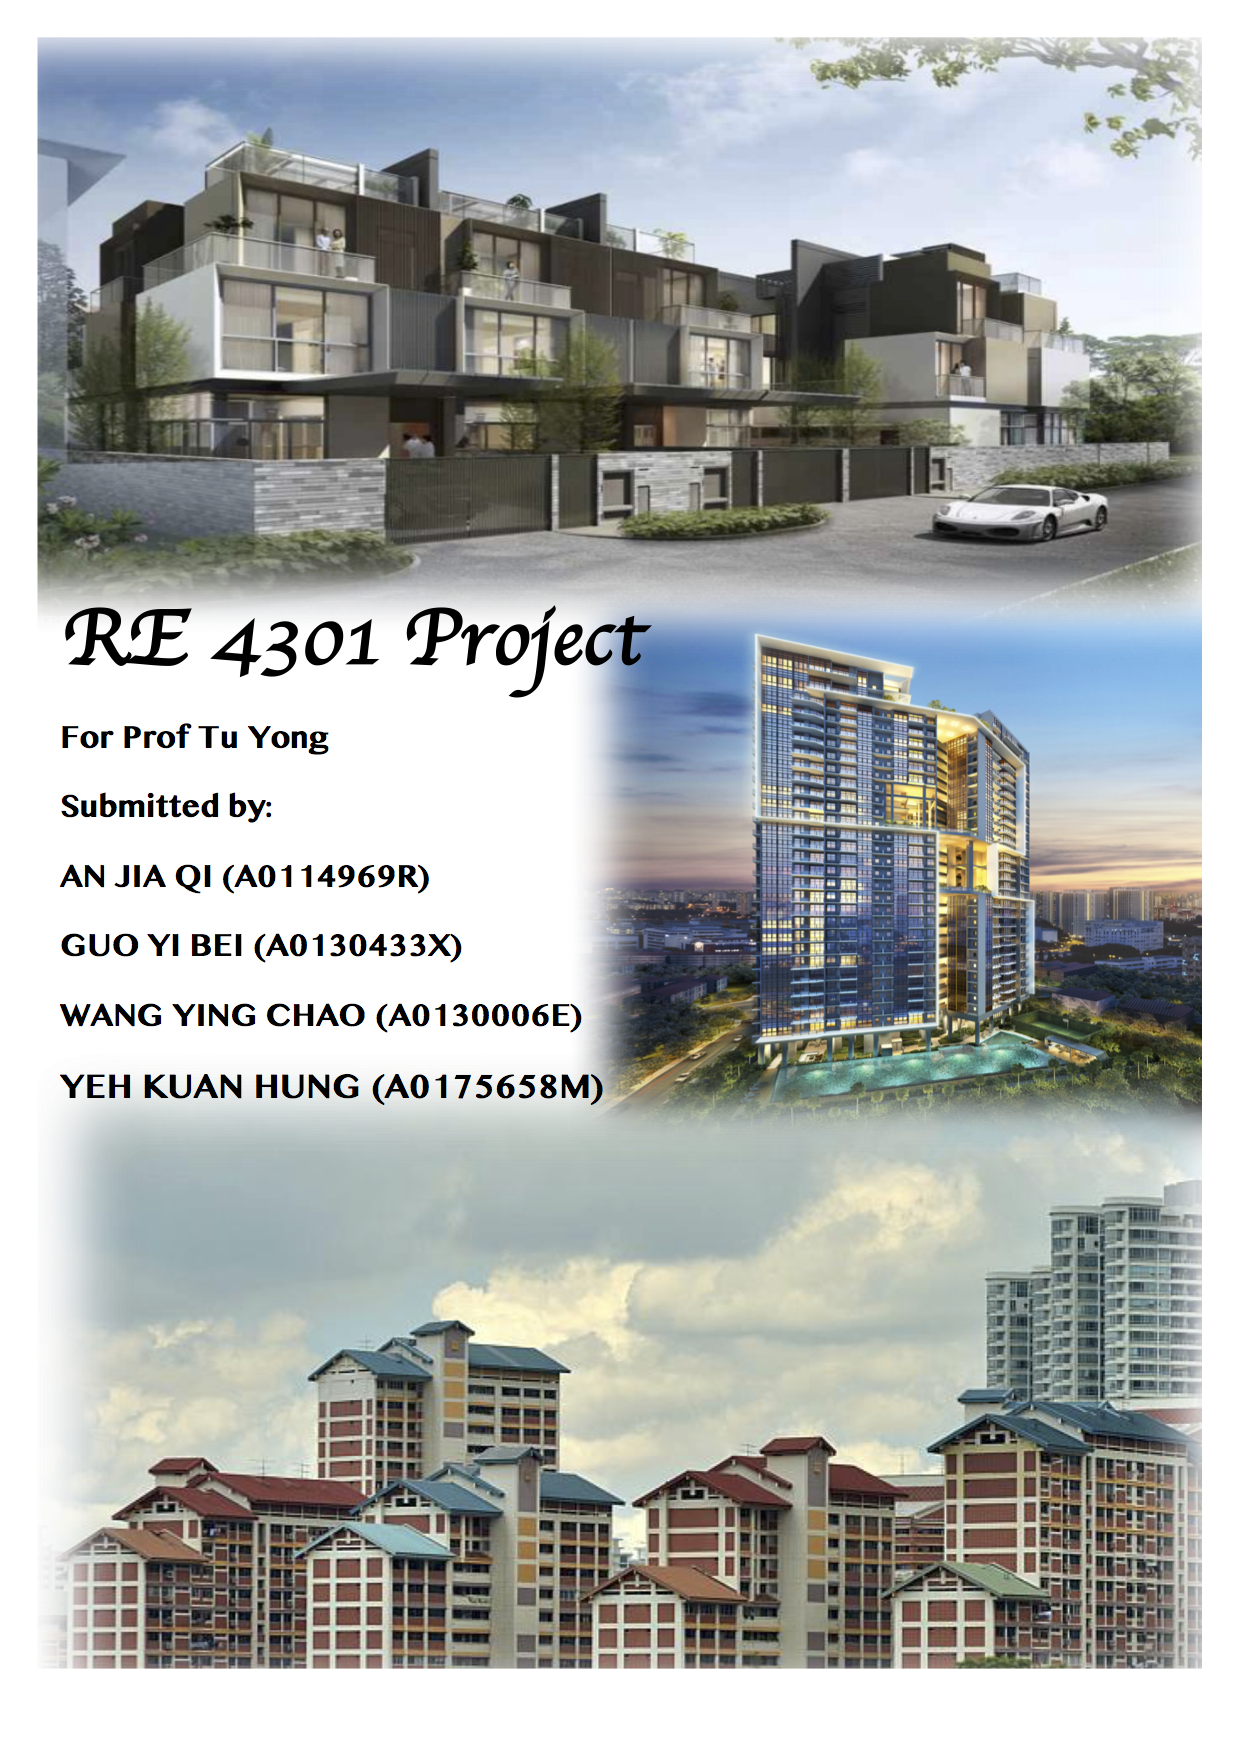 RE 4301 Project
For Prof Tu Yong
Submitted by:
AN JIA QI (A0114969R)
GUO YI BEI (A0130433X)
WANG YING CHAO (A0130006E)
YEH KUAN HUNG (A0175658M)